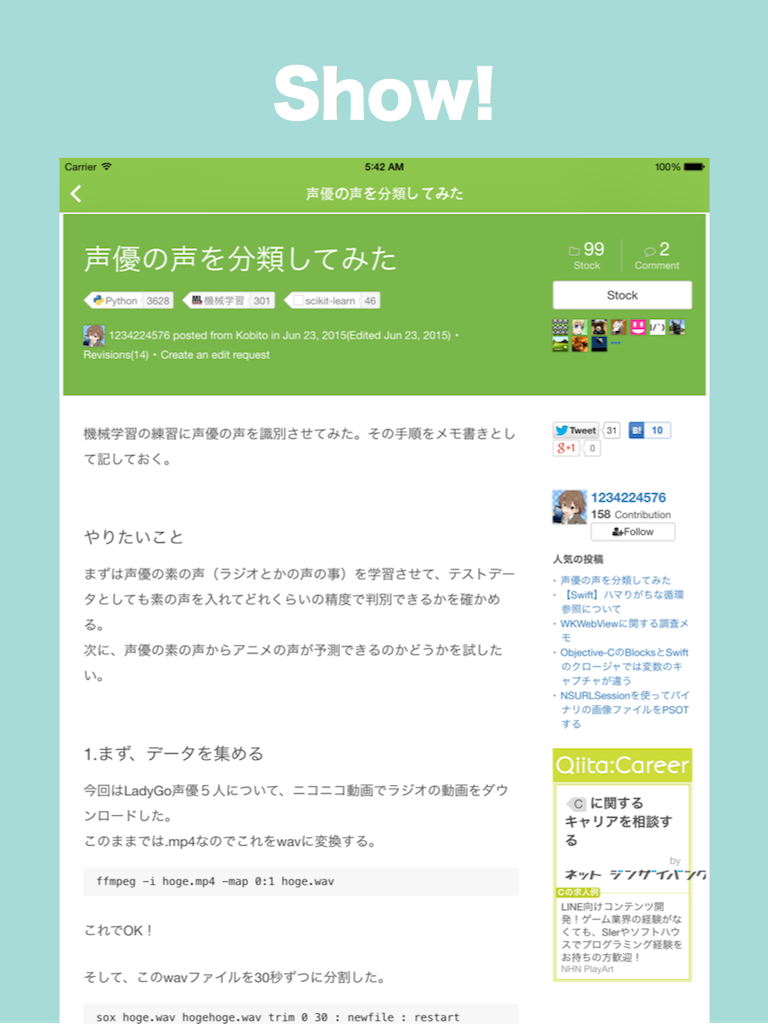 Show!
Carrier 5:42 AM 100%
声優の声を分類してみた
声優の声を分類してみた
Python 3628 機械学習 301 scikit-learn 46
1234224576 posted from Kobito in Jun 23, 2015(Edited Jun 23, 2015) •
Revisions(14) • Create an edit request
99 2
Stock Comment
Stock
機械学習の練習に声優の声を識別させてみた。その手順をメモ書きとし
て記しておく。
やりたいこと
まずは声優の素の声（ラジオとかの声の事）を学習させて、テストデー
タとしても素の声を入れてどれくらいの精度で判別できるかを確かめ
る。
次に、声優の素の声からアニメの声が予測できるのかどうかを試した
い。
1.まず、データを集める
今回はLadyGo声優５人について、ニコニコ動画でラジオの動画をダウ
ンロードした。
このままでは.mp4なのでこれをwavに変換する。
ffmpeg -i hoge.mp4 -map 0:1 hoge.wav
これでOK！
そして、このwavファイルを30秒ずつに分割した。
sox hoge.wav hogehoge.wav trim 0 30 : newfile : restart
Tweet 31 B! 10
g+1 0
1234224576
158 Contribution
Follow
人気の投稿
・声優の声を分類してみた
・【Swift】ハマりがちな循環
参照について
・WKWebViewに関する調査メ
モ
・Objective-CのBlocksとSwift
のクロージャでは変数のキ
ャプチャが違う
・NSURLSessionを使ってバイ
ナリの画像ファイルをPSOT
する
Qiita:Career
C に関する
キャリアを相談す
る
by
ネット ジンザイバンク
Cの求人例
LINE向けコンテンツ開
発！ゲーム業界の経験がな
くても、SIerやソフトハウ
スでプログラミング経験を
お持ちの方歓迎！
NHN PlayArt